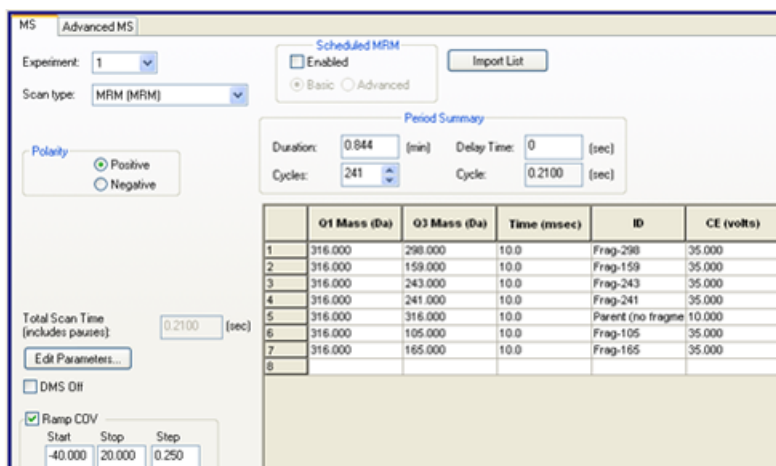 MS Advanced MS
Scheduled MRM
Experiment: 1 Enabled Import List
Basic Advanced
Scan type: MRM (MRM)
Period Summary
Duration: 0.844 (min) Delay Time: 0 (sec)
Polarity
Positive
Cycles: 241 Cycle: 0.2100 (sec)
Negative
Q1 Mass (Da) Q3 Mass (Da) Time (msec) ID CE (volts)
1 316.000 298.000 10.0 Frag-298 35.000
2 316.000 159.000 10.0 Frag-159 35.000
3 316.000 243.000 10.0 Frag-243 35.000
4 316.000 241.000 10.0 Frag-241 35.000
5 316.000 316.000 10.0 Parent (no fragme 10.000
6 316.000 105.000 10.0 Frag-105 35.000
7 316.000 165.000 10.0 Frag-165 35.000
8
Total Scan Time
(includes pauses): 0.2100 (sec)
Edit Parameters...
DMS Off
Ramp COV
Start Stop Step
-40.000 20.000 0.250